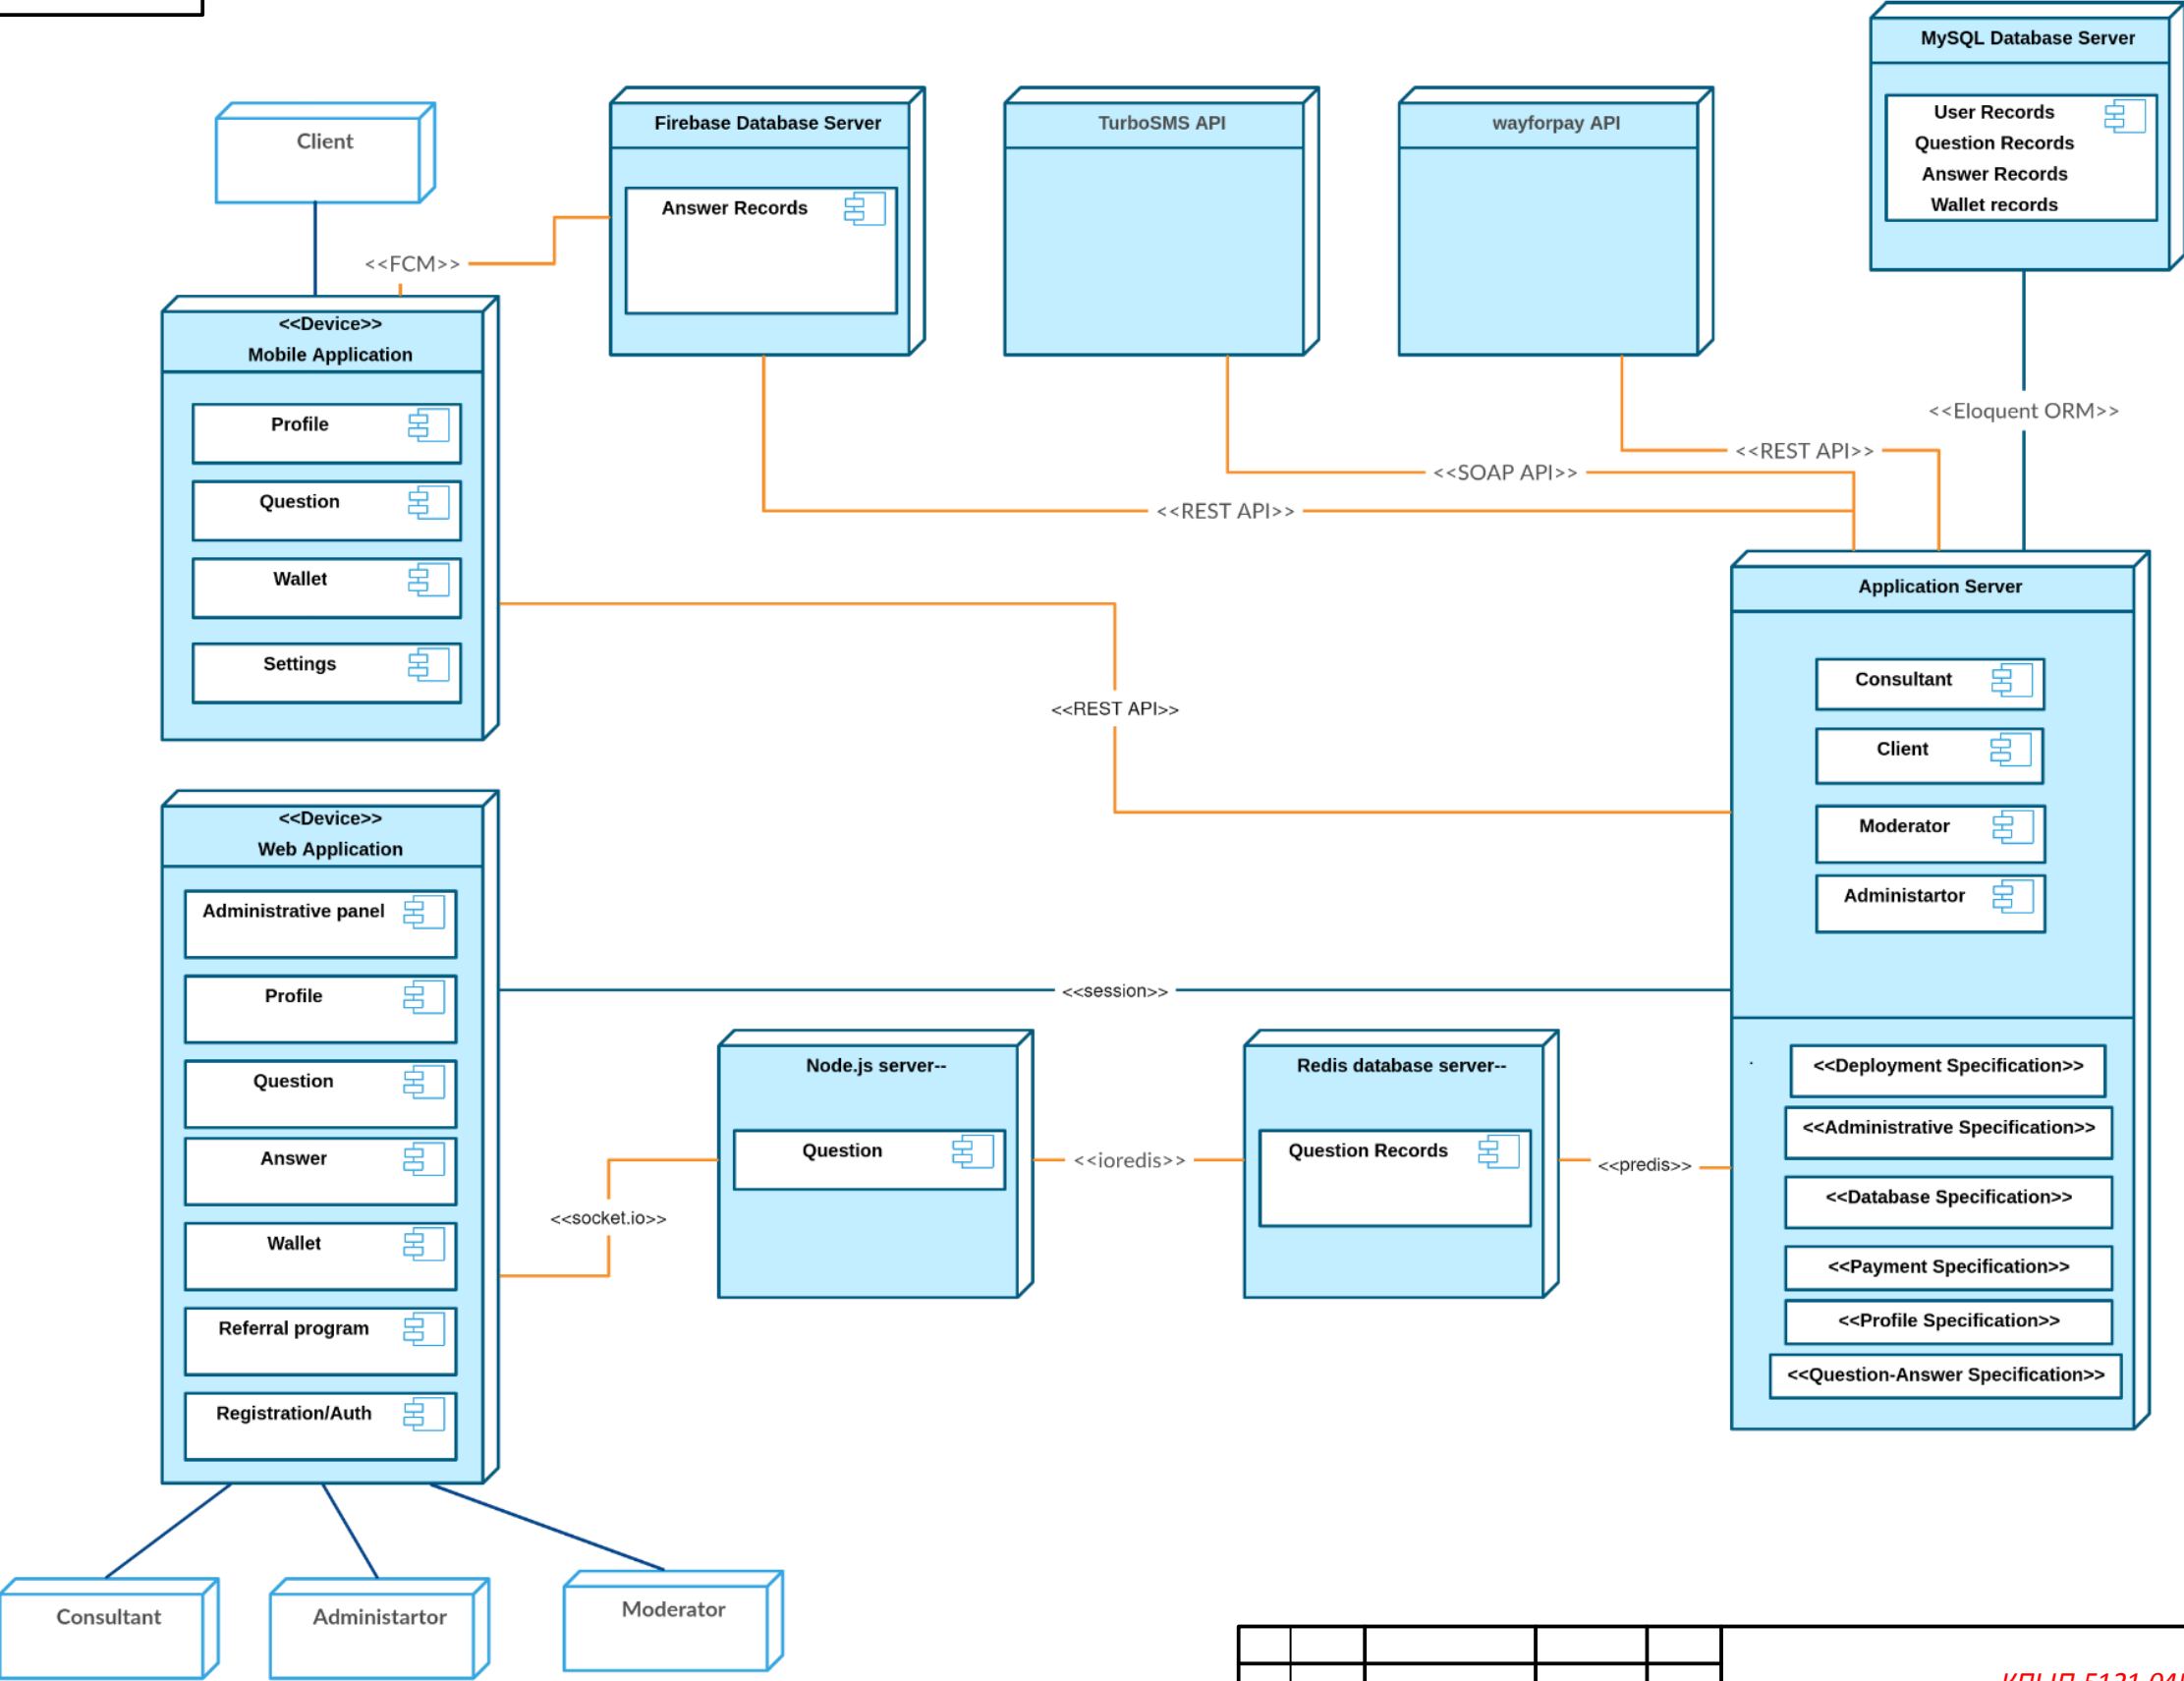 MySQL Database Server
User Records
Question Records
Answer Records
Wallet records
Client
Firebase Database Server
Answer Records
TurboSMS API
wayforpay API
<<FCM>>
<<Device>>
Mobile Application
Profile
Question
Wallet
Settings
<<Eloquent ORM>>
<<REST API>>
<<SOAP API>>
<<REST API>>
<<REST API>>
Application Server
Consultant
Client
Moderator
Administartor
<<Deployment Specification>>
<<Administrative Specification>>
<<Database Specification>>
<<Payment Specification>>
<<Profile Specification>>
<<Question-Answer Specification>>
<<Device>>
Web Application
Administrative panel
Profile
Question
Answer
Wallet
Referral program
Registration/Auth
<<session>>
Node.js server--
Question
<<socket.io>>
<<ioredis>>
Redis database server--
Question Records
<<predis>>
Consultant
Administartor
Moderator